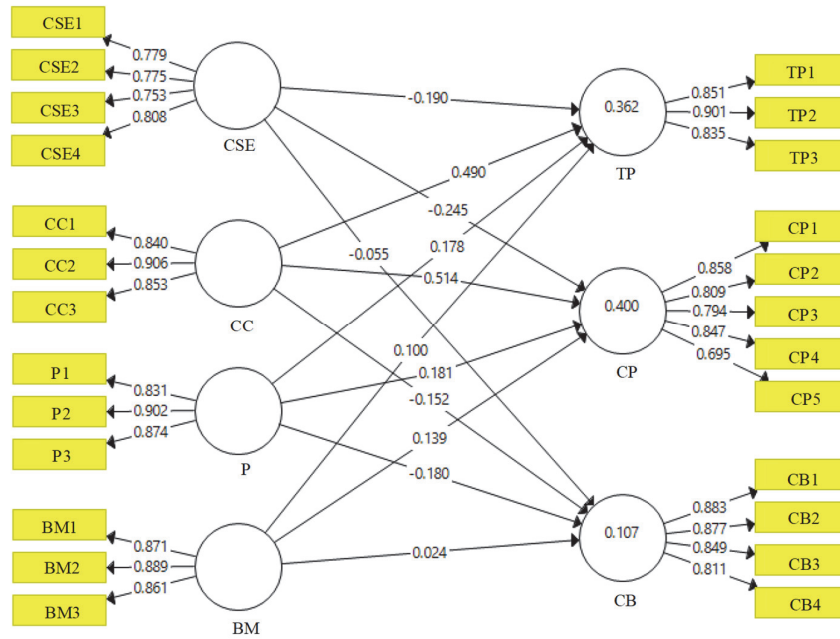 CSE1
CSE2
CSE3
CSE4
0.779
0.775
0.753
0.808
CSE
CC1
CC2
CC3
0.840
0.906
0.853
CC
P1
P2
P3
0.831
0.902
0.874
P
BM1
BM2
BM3
0.871
0.889
0.861
BM
-0.190
0.490
-0.245
0.178
-0.055
0.514
0.100
0.181
-0.152
0.139
-0.180
0.024
0.362
TP
0.851
0.901
0.835
TP1
TP2
TP3
0.400
CP
0.858
0.809
0.794
0.847
0.695
CP1
CP2
CP3
CP4
CP5
0.107
CB
0.883
0.877
0.849
0.811
CB1
CB2
CB3
CB4